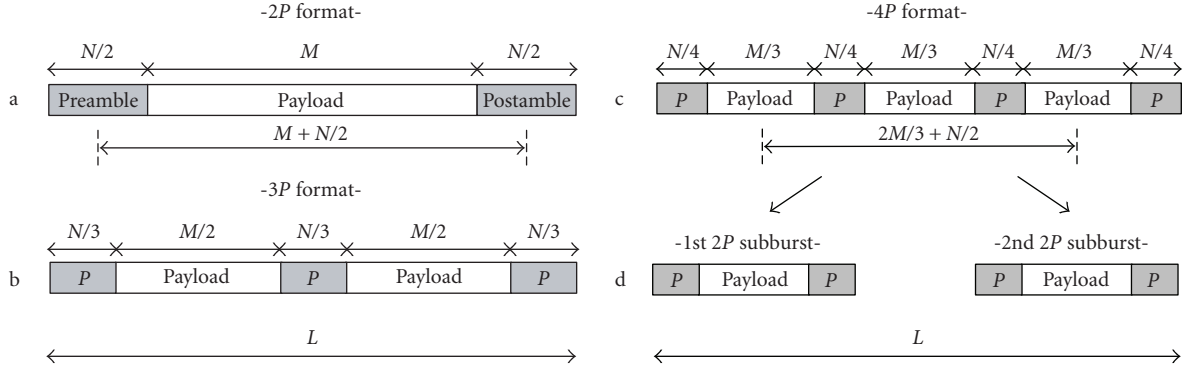 -2P format-
N/2 M N/2
a Preamble Payload Postamble
M + N/2
-3P format-
N/3 M/2 N/3 M/2 N/3
b P Payload P Payload P
L
-4P format-
N/4 M/3 N/4 M/3 N/4 M/3 N/4
c P Payload P Payload P Payload P
2M/3 + N/2
-1st 2P subburst- -2nd 2P subburst-
d P Payload P P Payload P
L